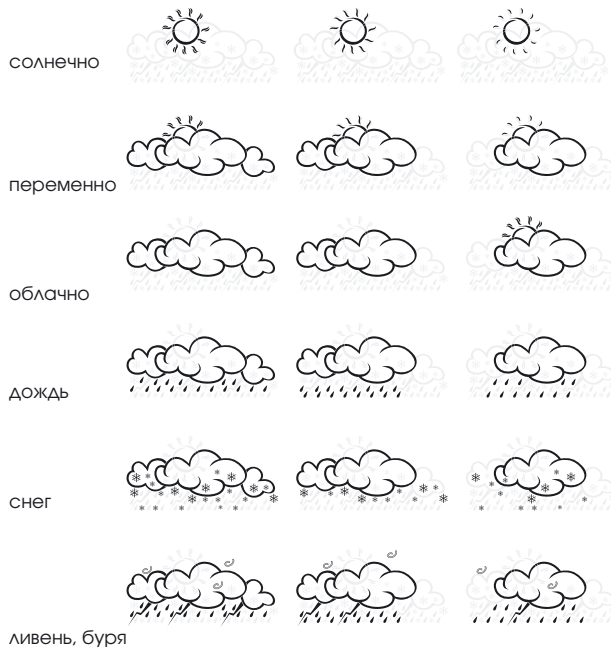 солнечно
переменно
облачно
дождь
снег
ливень, буря